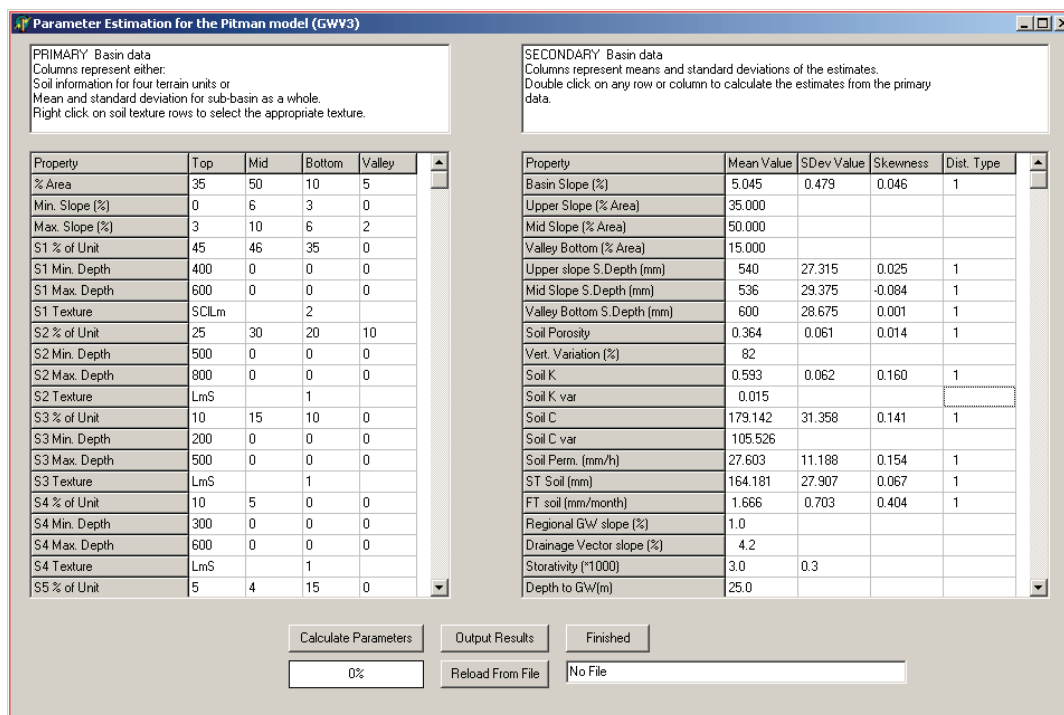 Parameter Estimation for the Pitman model (GWV3)
PRIMARY Basin data
Columns represent either:
Soil information for four terrain units or
Mean and standard deviation for sub-basin as a whole.
Right click on soil texture rows to select the appropriate texture.
SECONDARY Basin data
Columns represent means and standard deviations of the estimates.
Double click on any row or column to calculate the estimates from the primary
data.
Property Top Mid Bottom Valley
% Area 35 50 10 5
Min. Slope (%) 0 6 3 0
Max. Slope (%) 3 10 6 2
S1 % of Unit 45 46 35 0
S1 Min. Depth 400 0 0 0
S1 Max. Depth 600 0 0 0
S1 Texture SClLm 2
S2 % of Unit 25 30 20 10
S2 Min. Depth 500 0 0 0
S2 Max. Depth 800 0 0 0
S2 Texture LmS 1
S3 % of Unit 10 15 10 0
S3 Min. Depth 200 0 0 0
S3 Max. Depth 500 0 0 0
S3 Texture LmS 1
S4 % of Unit 10 5 0 0
S4 Min. Depth 300 0 0 0
S4 Max. Depth 600 0 0 0
S4 Texture LmS 1
S5 % of Unit 5 4 15 0
Property Mean Value SDev Value Skewness Dist. Type
Basin Slope (%) 5.045 0.479 0.046 1
Upper Slope (% Area) 35.000
Mid Slope (% Area) 50.000
Valley Bottom (% Area) 15.000
Upper slope S.Depth (mm) 540 27.315 0.025 1
Mid Slope S.Depth (mm) 536 29.375 -0.084 1
Valley Bottom S.Depth (mm) 600 28.675 0.001 1
Soil Porosity 0.364 0.061 0.014 1
Vert. Variation (%) 82
Soil K 0.593 0.062 0.160 1
Soil K var 0.015
Soil C 179.142 31.358 0.141 1
Soil C var 105.526
Soil Perm. (mm/h) 27.603 11.188 0.154 1
ST Soil (mm) 164.181 27.907 0.067 1
FT soil (mm/month) 1.666 0.703 0.404 1
Regional GW slope (%) 1.0
Drainage Vector slope (%) 4.2
Storativity (*1000) 3.0 0.3
Depth to GW(m) 25.0
Calculate Parameters Output Results Finished
0% Reload From File No File